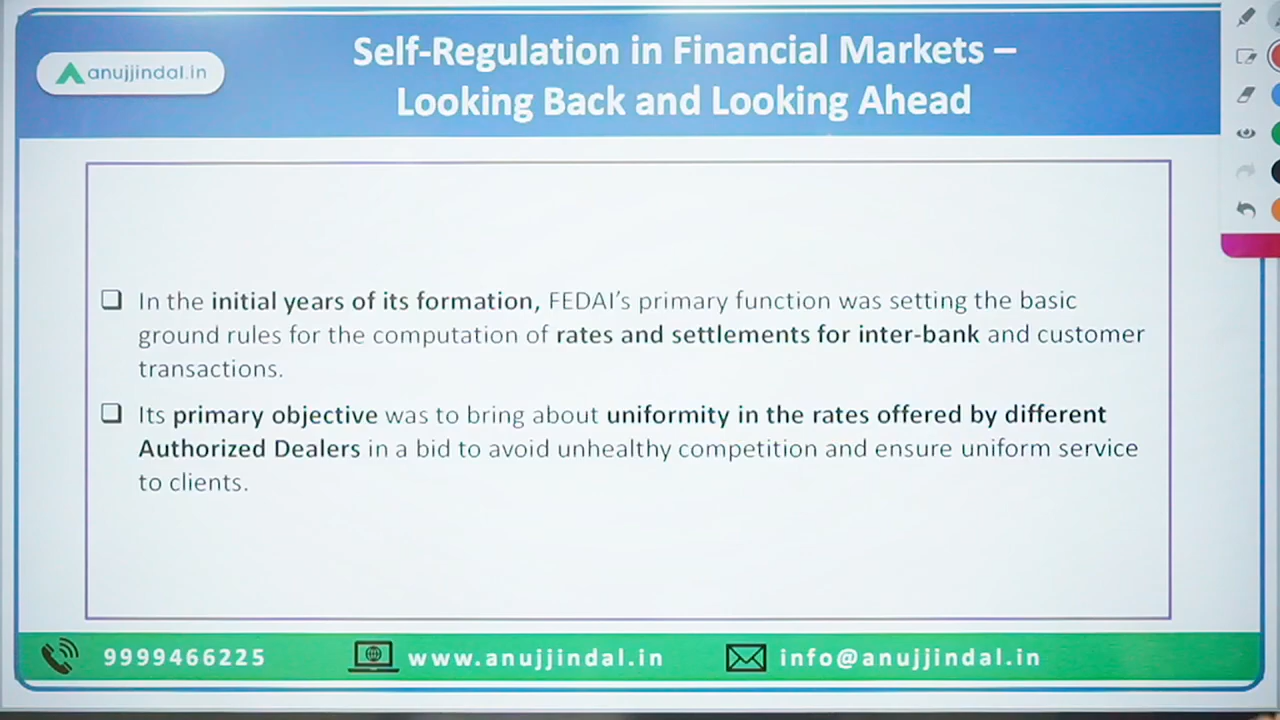 anujjindal.in
Self-Regulation in Financial Markets –
Looking Back and Looking Ahead
❑ In the initial years of its formation, FEDAI’s primary function was setting the basic
ground rules for the computation of rates and settlements for inter-bank and customer
transactions.
❑ Its primary objective was to bring about uniformity in the rates offered by different
Authorized Dealers in a bid to avoid unhealthy competition and ensure uniform service
to clients.
9999466225
www.anujjindal.in
info@anujjindal.in